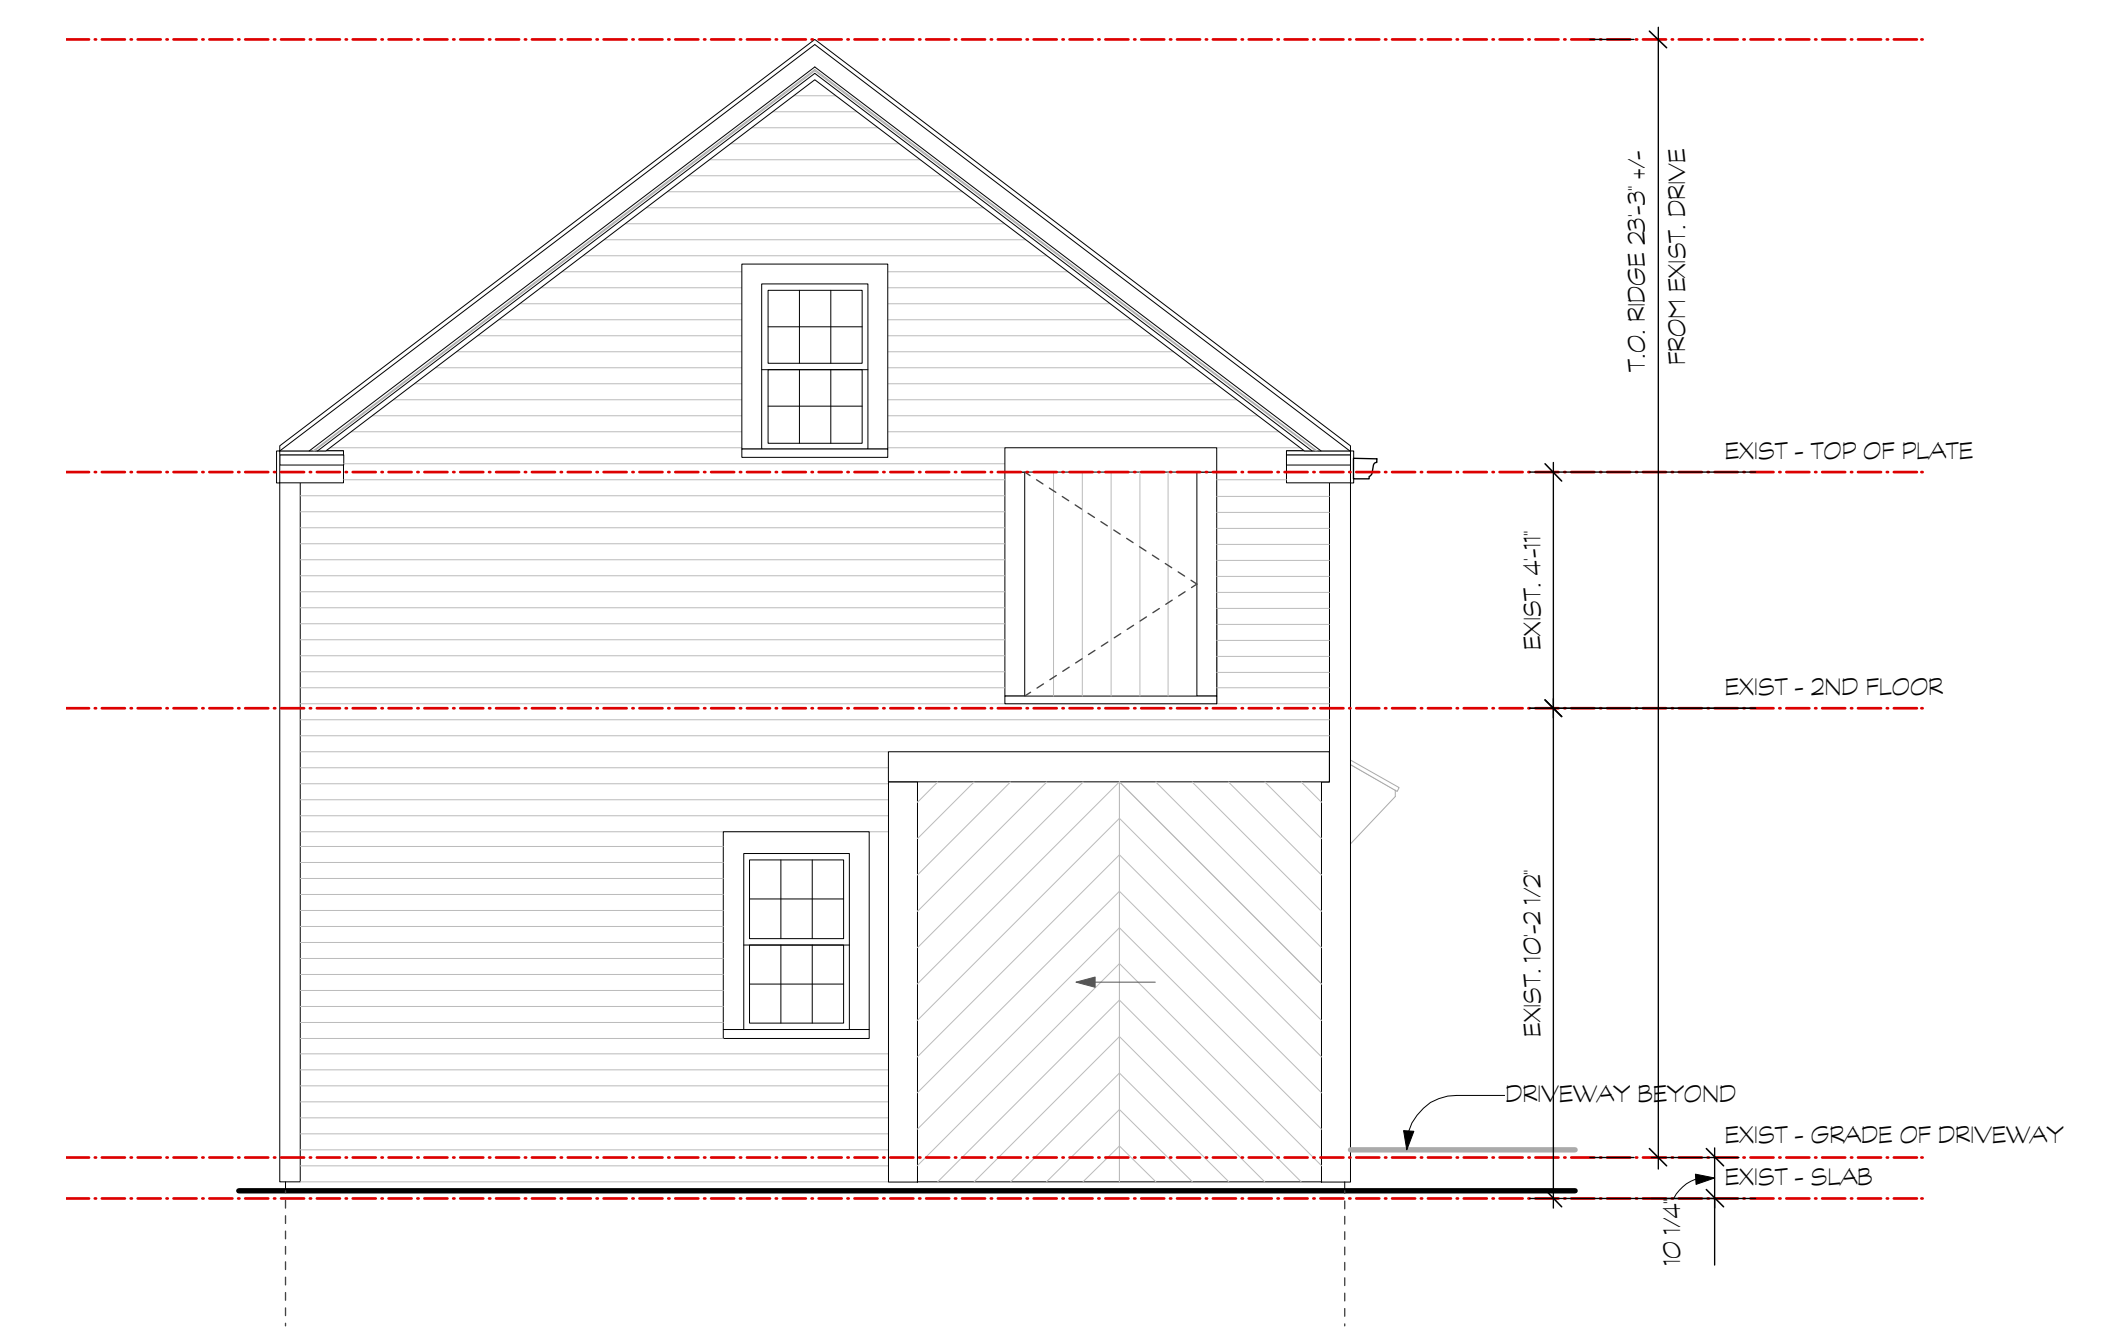 T.O. RIDGE 23'-3" +/-
FROM EXIST. DRIVE
EXIST - TOP OF PLATE
EXIST. 4'-11"
EXIST - 2ND FLOOR
EXIST. 10'-2 1/2"
DRIVEWAY BEYOND
EXIST - GRADE OF DRIVEWAY
EXIST - SLAB
10 1/4"